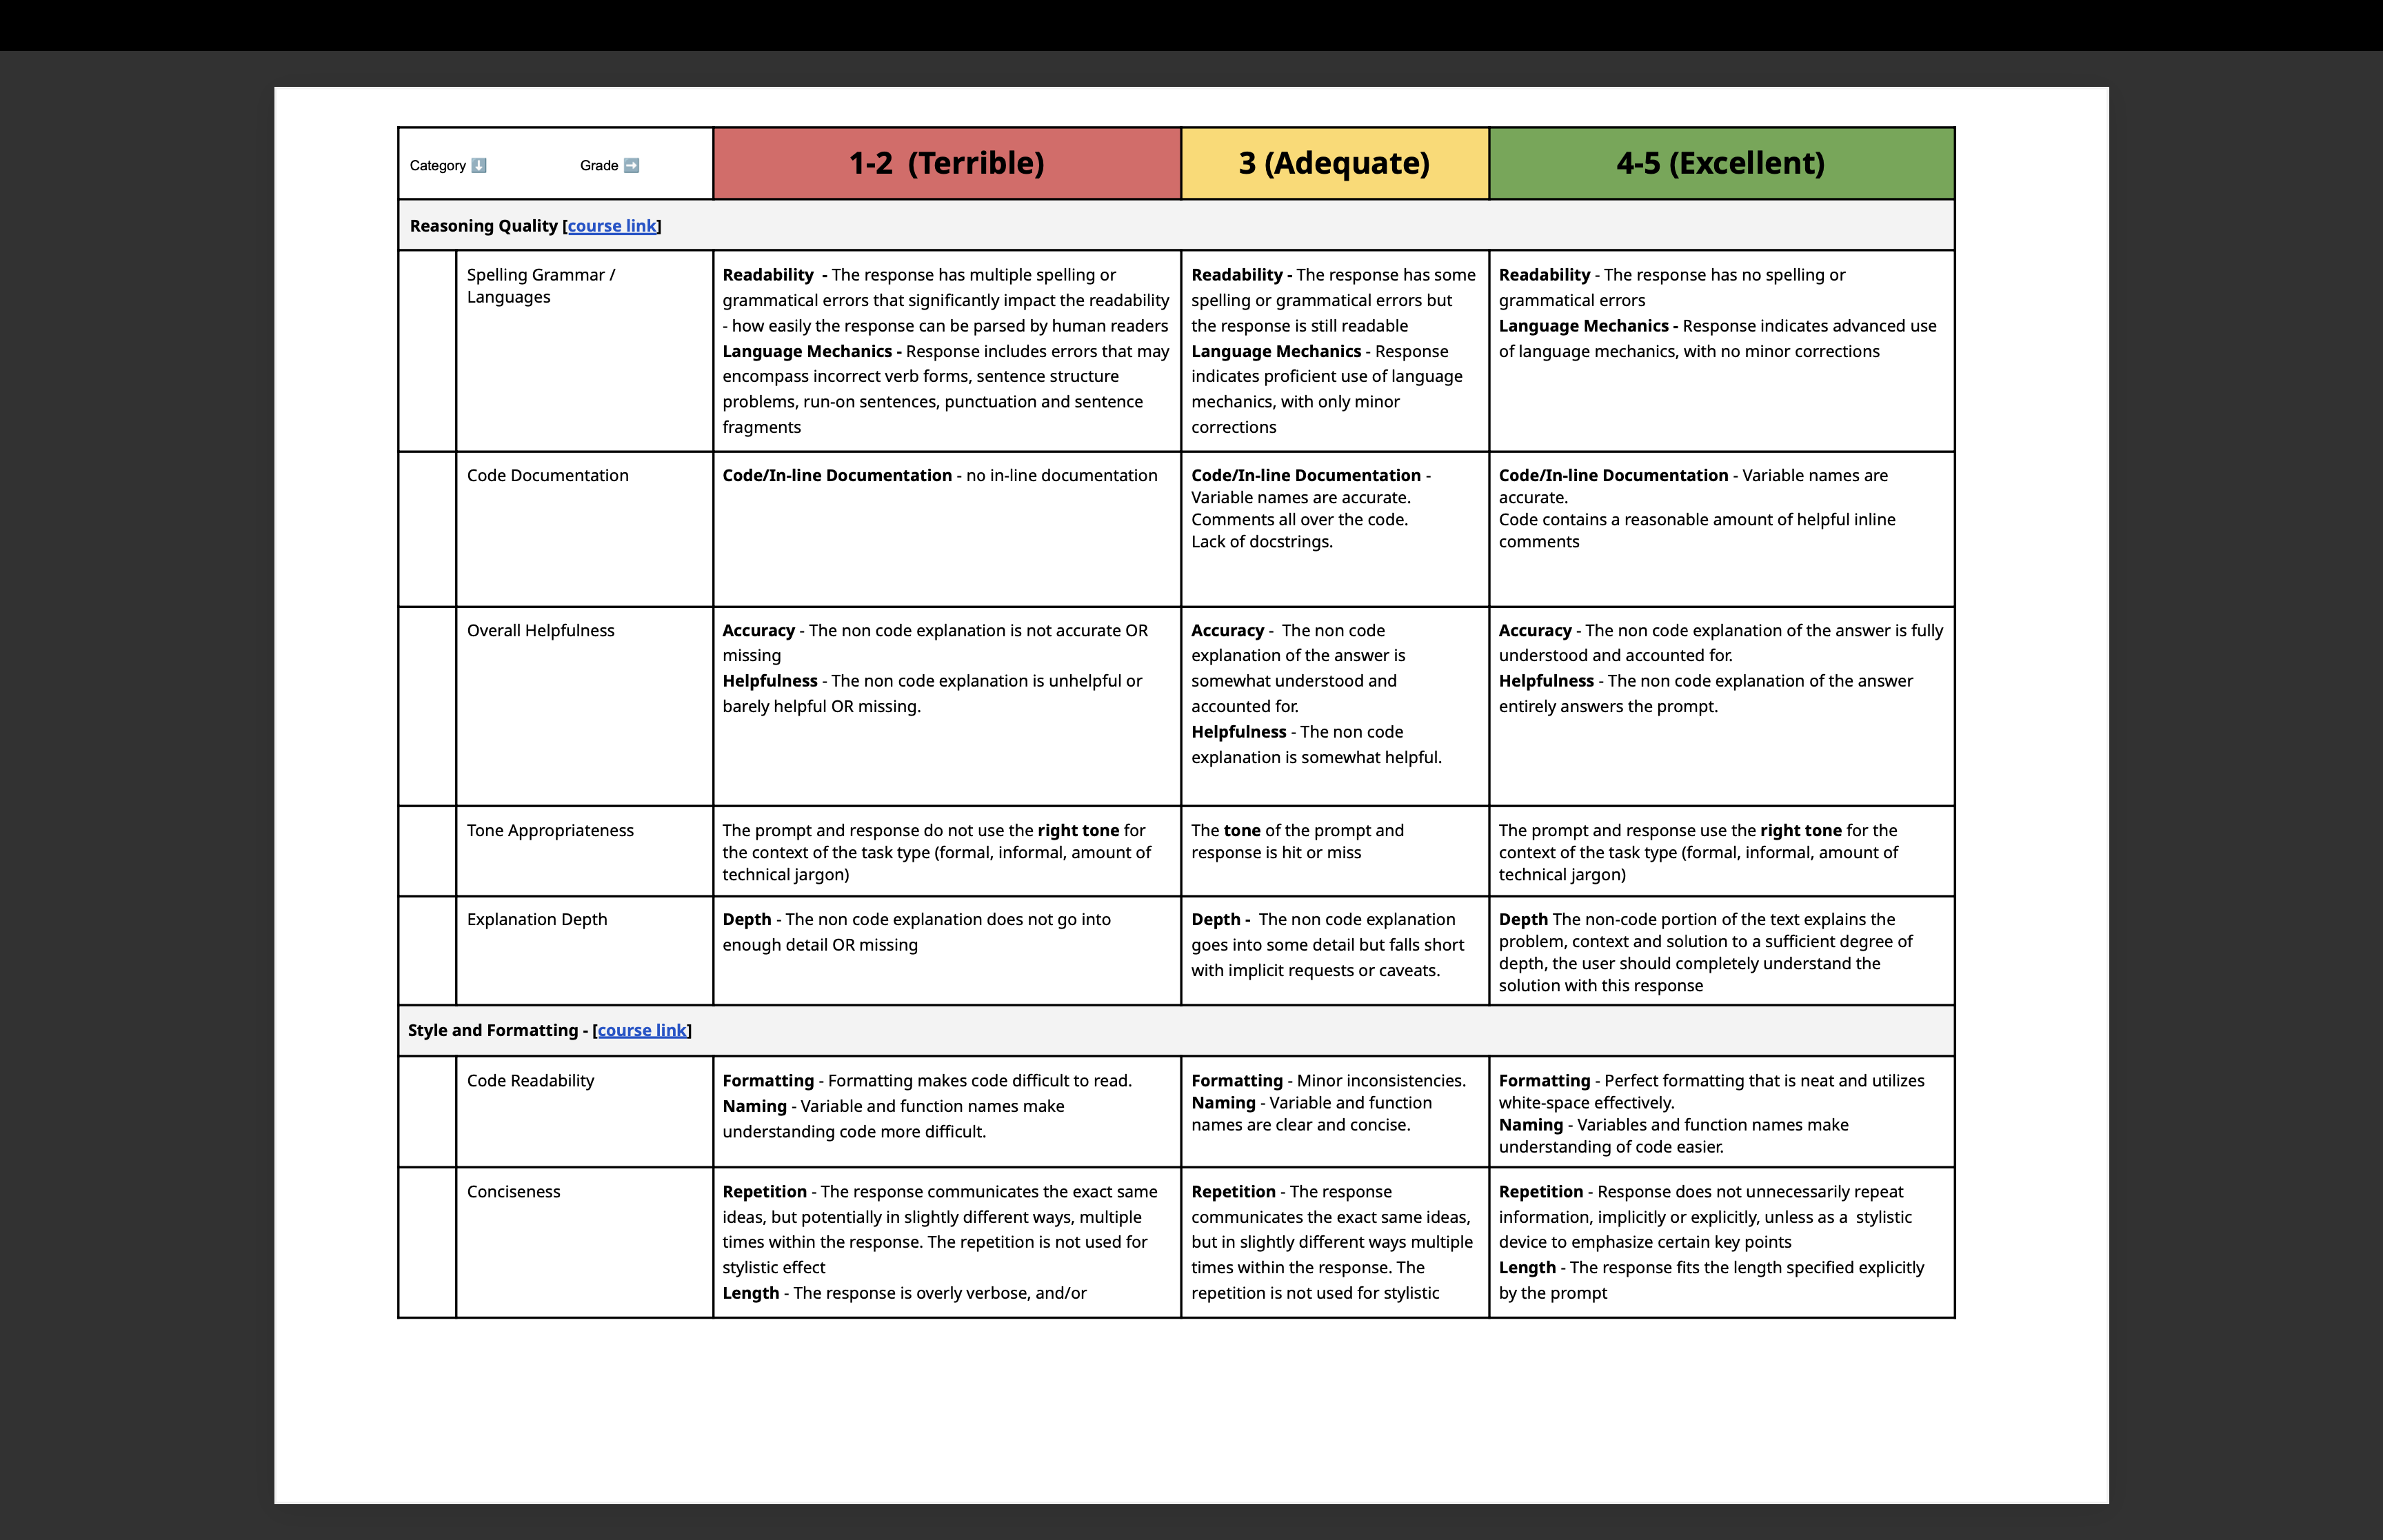 Category ⬇️ Grade ➡️
1-2 (Terrible)
3 (Adequate)
4-5 (Excellent)
Reasoning Quality [course link]
Spelling Grammar /
Languages
Readability - The response has multiple spelling or
grammatical errors that significantly impact the readability
- how easily the response can be parsed by human readers
Language Mechanics - Response includes errors that may
encompass incorrect verb forms, sentence structure
problems, run-on sentences, punctuation and sentence
fragments
Readability - The response has some
spelling or grammatical errors but
the response is still readable
Language Mechanics - Response
indicates proficient use of language
mechanics, with only minor
corrections
Readability - The response has no spelling or
grammatical errors
Language Mechanics - Response indicates advanced use
of language mechanics, with no minor corrections
Code Documentation
Code/In-line Documentation - no in-line documentation
Code/In-line Documentation -
Variable names are accurate.
Comments all over the code.
Lack of docstrings.
Code/In-line Documentation - Variable names are
accurate.
Code contains a reasonable amount of helpful inline
comments
Overall Helpfulness
Accuracy - The non code explanation is not accurate OR
missing
Helpfulness - The non code explanation is unhelpful or
barely helpful OR missing.
Accuracy - The non code
explanation of the answer is
somewhat understood and
accounted for.
Helpfulness - The non code
explanation is somewhat helpful.
Accuracy - The non code explanation of the answer is fully
understood and accounted for.
Helpfulness - The non code explanation of the answer
entirely answers the prompt.
Tone Appropriateness
The prompt and response do not use the right tone for
the context of the task type (formal, informal, amount of
technical jargon)
The tone of the prompt and
response is hit or miss
The prompt and response use the right tone for the
context of the task type (formal, informal, amount of
technical jargon)
Explanation Depth
Depth - The non code explanation does not go into
enough detail OR missing
Depth - The non code explanation
goes into some detail but falls short
with implicit requests or caveats.
Depth The non-code portion of the text explains the
problem, context and solution to a sufficient degree of
depth, the user should completely understand the
solution with this response
Style and Formatting - [course link]
Code Readability
Formatting - Formatting makes code difficult to read.
Naming - Variable and function names make
understanding code more difficult.
Formatting - Minor inconsistencies.
Naming - Variable and function
names are clear and concise.
Formatting - Perfect formatting that is neat and utilizes
white-space effectively.
Naming - Variables and function names make
understanding of code easier.
Conciseness
Repetition - The response communicates the exact same
ideas, but potentially in slightly different ways, multiple
times within the response. The repetition is not used for
stylistic effect
Length - The response is overly verbose, and/or
Repetition - The response
communicates the exact same ideas,
but in slightly different ways multiple
times within the response. The
repetition is not used for stylistic
Repetition - Response does not unnecessarily repeat
information, implicitly or explicitly, unless as a stylistic
device to emphasize certain key points
Length - The response fits the length specified explicitly
by the prompt